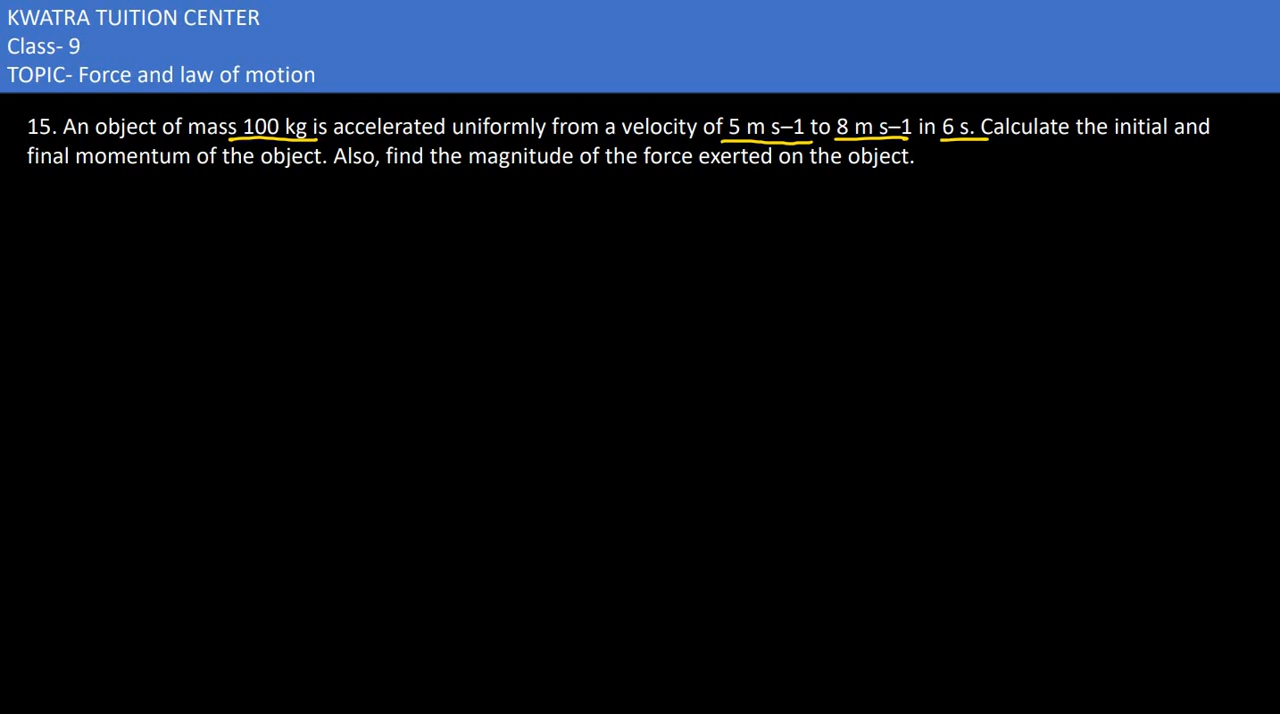 KWATRA TUITION CENTER
Class- 9
TOPIC- Force and law of motion
15. An object of mass 100 kg is accelerated uniformly from a velocity of 5 m s–1 to 8 m s–1 in 6 s. Calculate the initial and
final momentum of the object. Also, find the magnitude of the force exerted on the object.